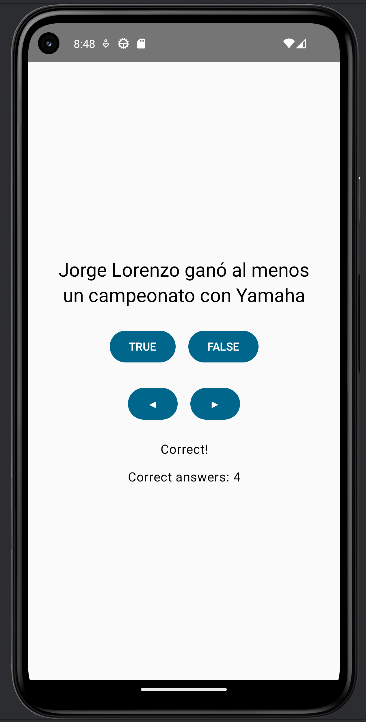 8:48
Jorge Lorenzo ganó al menos
un campeonato con Yamaha
TRUE FALSE
◄ ►
Correct!
Correct answers: 4